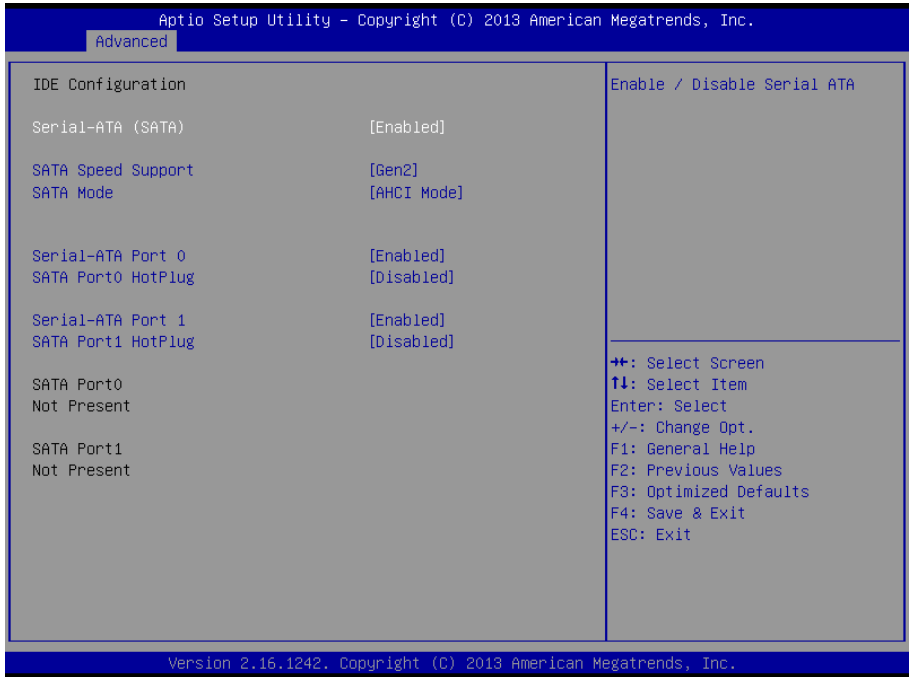 Aptio Setup Utility – Copyright (C) 2013 American Megatrends, Inc.
Advanced
IDE Configuration
Serial-ATA (SATA) [Enabled]
SATA Speed Support [Gen2]
SATA Mode [AHCI Mode]
Serial-ATA Port 0 [Enabled]
SATA Port0 HotPlug [Disabled]
Serial-ATA Port 1 [Enabled]
SATA Port1 HotPlug [Disabled]
SATA Port0
Not Present
SATA Port1
Not Present
Enable / Disable Serial ATA
→←: Select Screen
↑↓: Select Item
Enter: Select
+/-: Change Opt.
F1: General Help
F2: Previous Values
F3: Optimized Defaults
F4: Save & Exit
ESC: Exit
Version 2.16.1242. Copyright (C) 2013 American Megatrends, Inc.